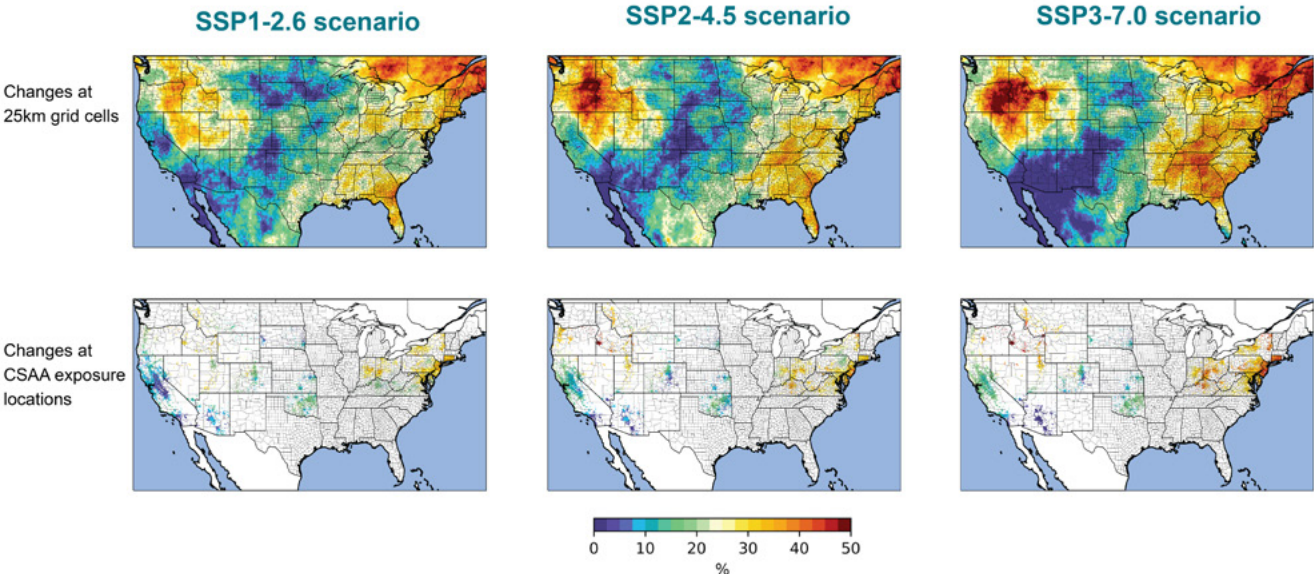 SSP1-2.6 scenario
SSP2-4.5 scenario
SSP3-7.0 scenario
Changes at
25km grid cells
Changes at
CSAA exposure
locations
0 10 20 30 40 50
%